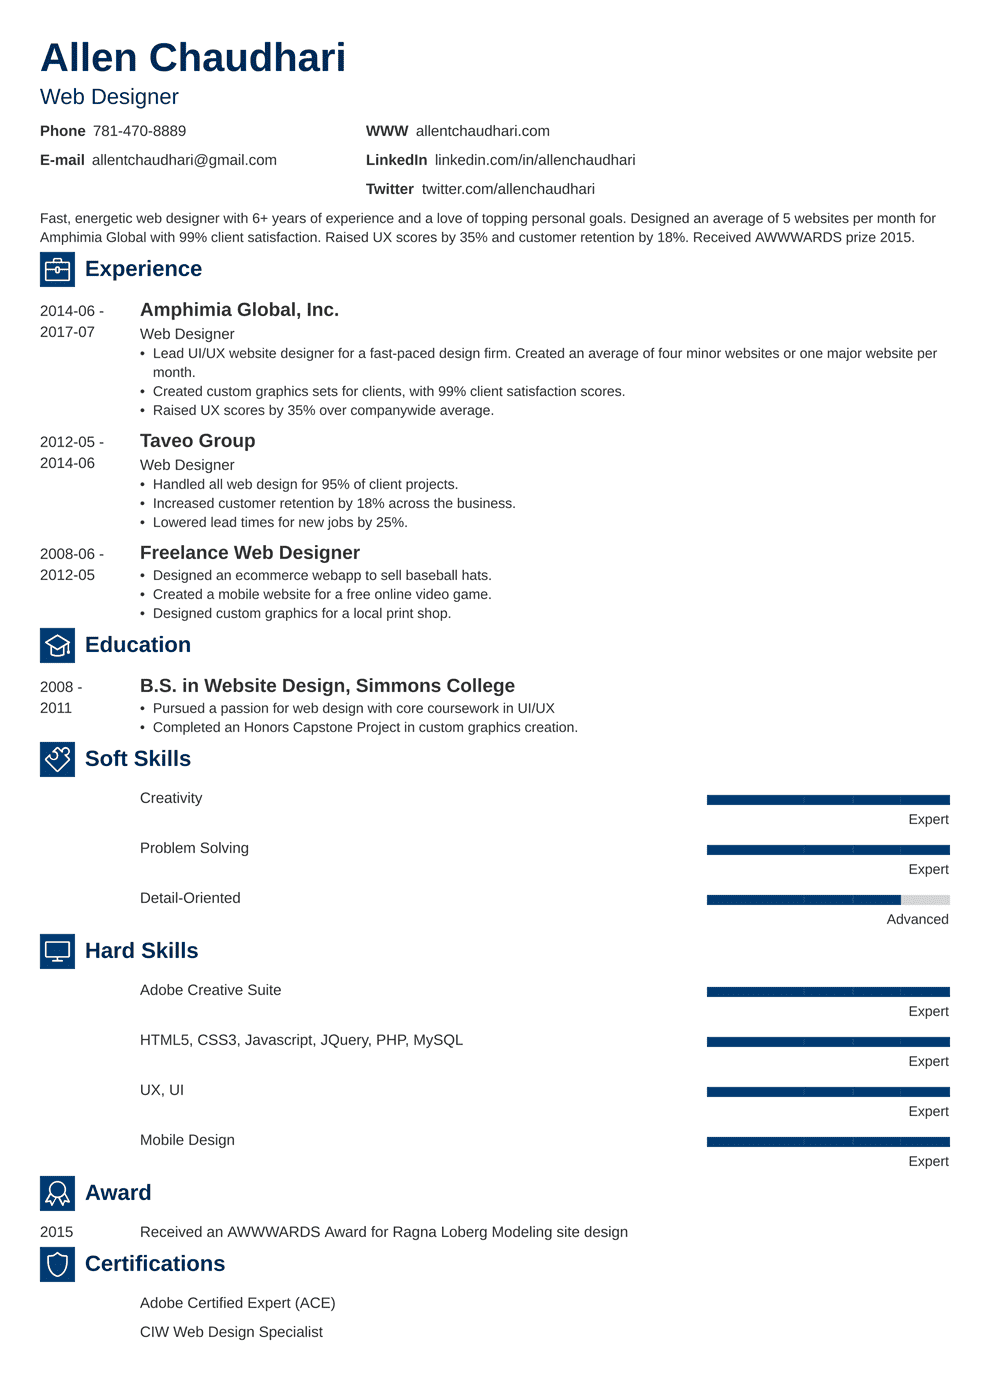 Allen Chaudhari
Web Designer
Phone 781-470-8889
WWW allentchaudhari.com
E-mail allentchaudhari@gmail.com
LinkedIn linkedin.com/in/allenchaudhari
Twitter twitter.com/allenchaudhari
Fast, energetic web designer with 6+ years of experience and a love of topping personal goals. Designed an average of 5 websites per month for
Amphimia Global with 99% client satisfaction. Raised UX scores by 35% and customer retention by 18%. Received AWWWARDS prize 2015.
Experience
2014-06 -
2017-07
Amphimia Global, Inc.
Web Designer
• Lead UI/UX website designer for a fast-paced design firm. Created an average of four minor websites or one major website per
month.
• Created custom graphics sets for clients, with 99% client satisfaction scores.
• Raised UX scores by 35% over companywide average.
2012-05 -
2014-06
Taveo Group
Web Designer
• Handled all web design for 95% of client projects.
• Increased customer retention by 18% across the business.
• Lowered lead times for new jobs by 25%.
2008-06 -
2012-05
Freelance Web Designer
• Designed an ecommerce webapp to sell baseball hats.
• Created a mobile website for a free online video game.
• Designed custom graphics for a local print shop.
Education
2008 -
2011
B.S. in Website Design, Simmons College
• Pursued a passion for web design with core coursework in UI/UX
• Completed an Honors Capstone Project in custom graphics creation.
Soft Skills
Creativity
Expert
Problem Solving
Expert
Detail-Oriented
Advanced
Hard Skills
Adobe Creative Suite
Expert
HTML5, CSS3, Javascript, JQuery, PHP, MySQL
Expert
UX, UI
Expert
Mobile Design
Expert
Award
2015
Received an AWWWARDS Award for Ragna Loberg Modeling site design
Certifications
Adobe Certified Expert (ACE)
CIW Web Design Specialist